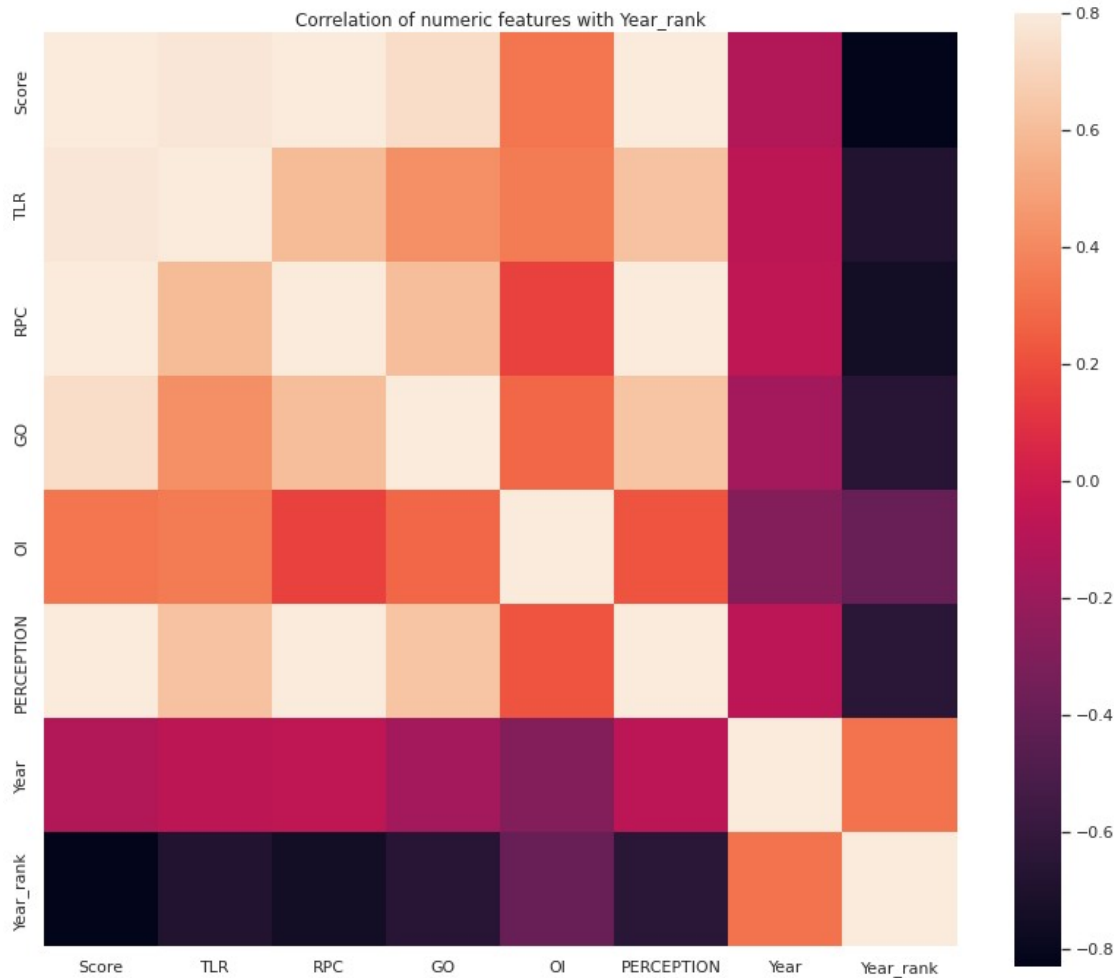 Correlation of numeric features with Year_rank
Score
TLR
RPC
GO
OI
PERCEPTION
Year
Year_rank
Score TLR RPC GO OI PERCEPTION Year Year_rank
0.8
0.6
0.4
0.2
0.0
−0.2
−0.4
−0.6
−0.8